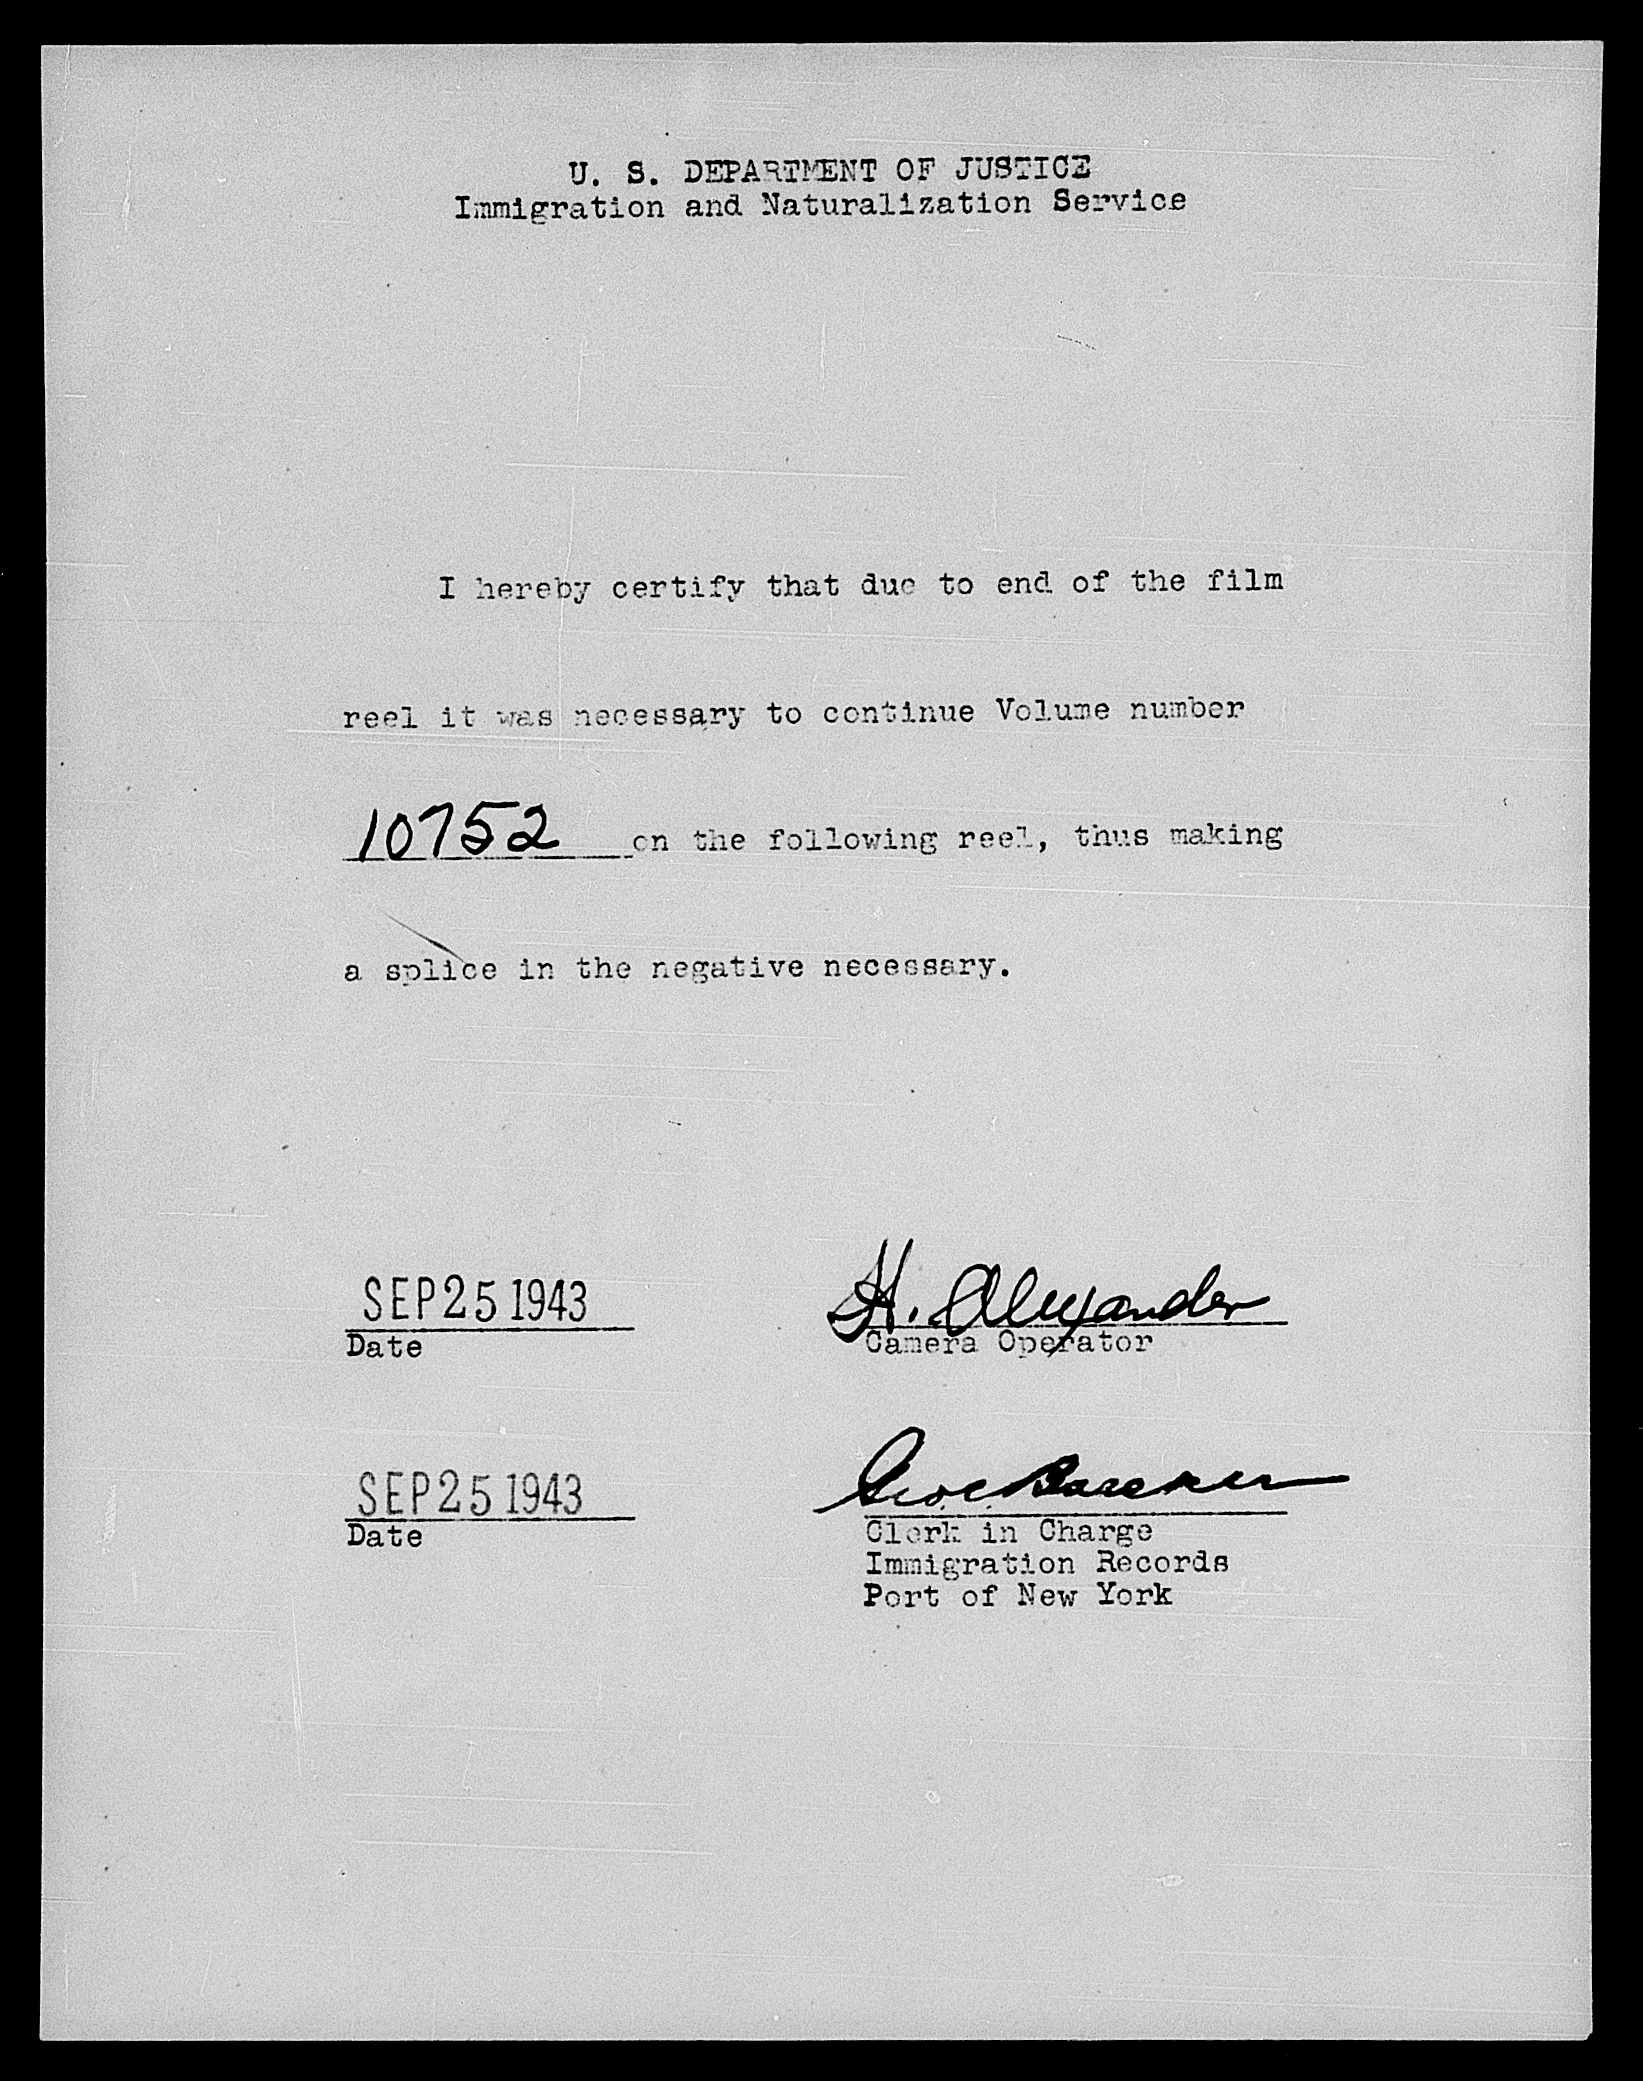 U. S. DEPARTMENT OF JUSTICE
Immigration and Naturalization Service
I hereby certify that due to end of the film
reel it was necessary to continue Volume number
10752 on the following reel, thus making
a splice in the negative necessary.
SEP 25 1943
H. Alexander
Date
Camera Operator
SEP 25 1943
Date
Clerk in Charge
Immigration Records
Port of New York